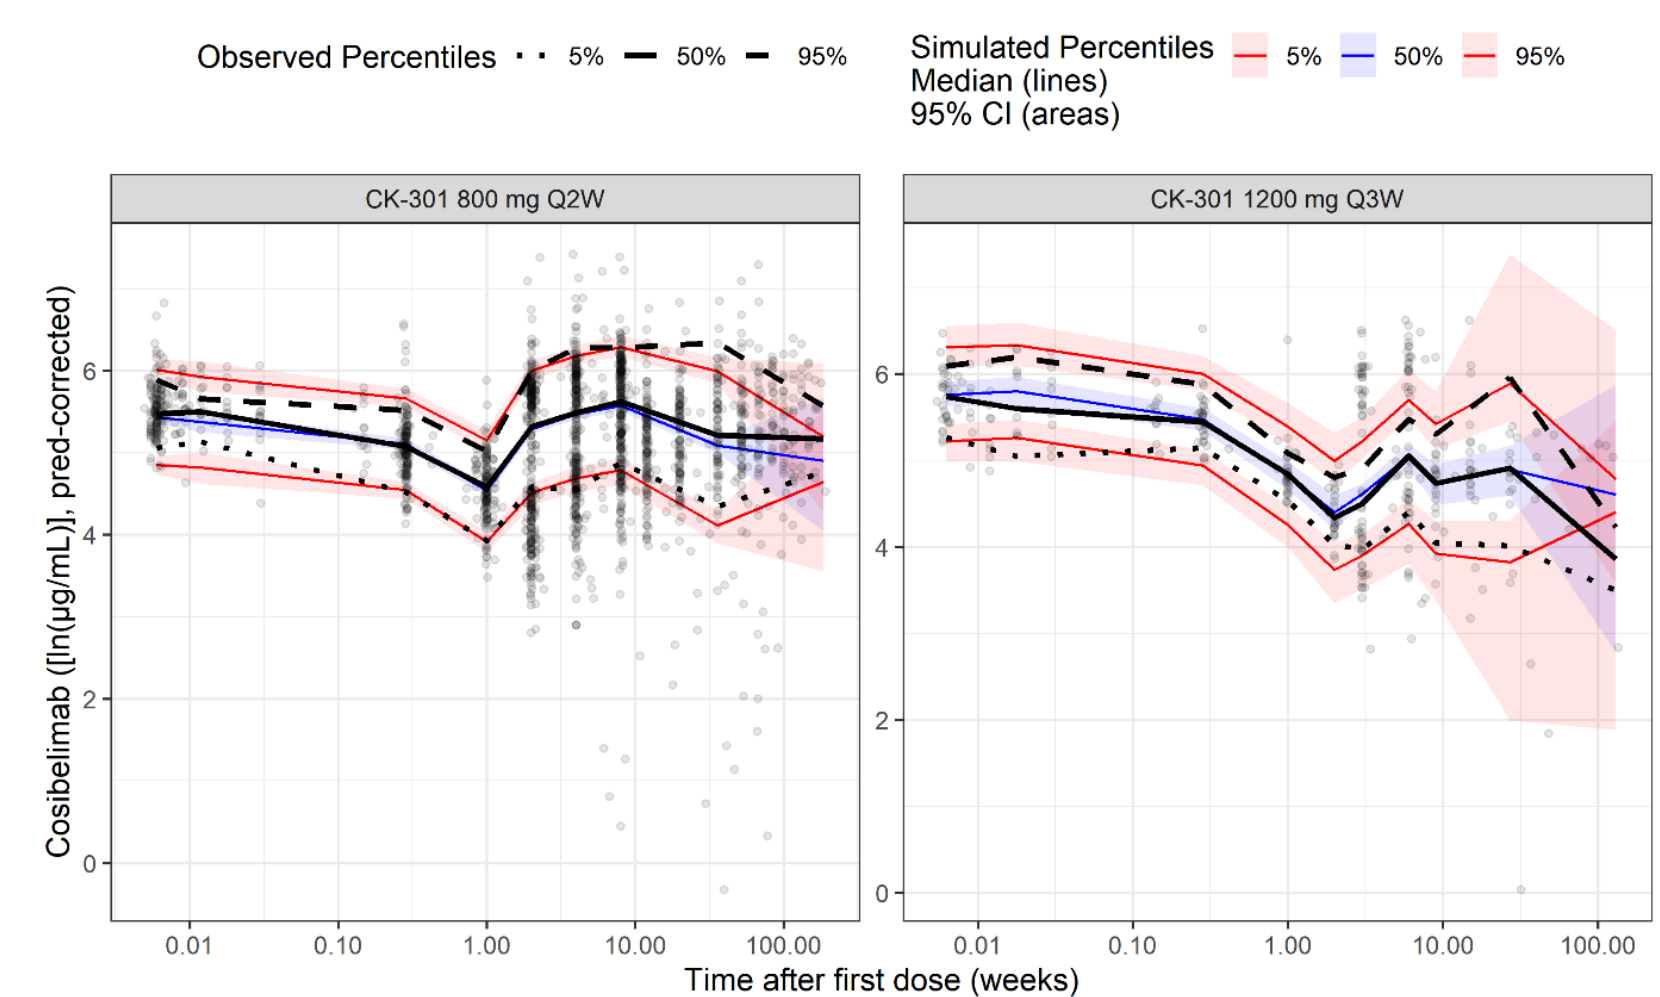 Observed Percentiles 5% 50% 95%
Simulated Percentiles 5% 50% 95%
Median (lines)
95% CI (areas)
CK-301 800 mg Q2W
CK-301 1200 mg Q3W
Cosibelimab ([ln(µg/mL)], pred-corrected)
6
4
2
0
6
4
2
0
0.01 0.10 1.00 10.00 100.00
0.01 0.10 1.00 10.00 100.00
Time after first dose (weeks)